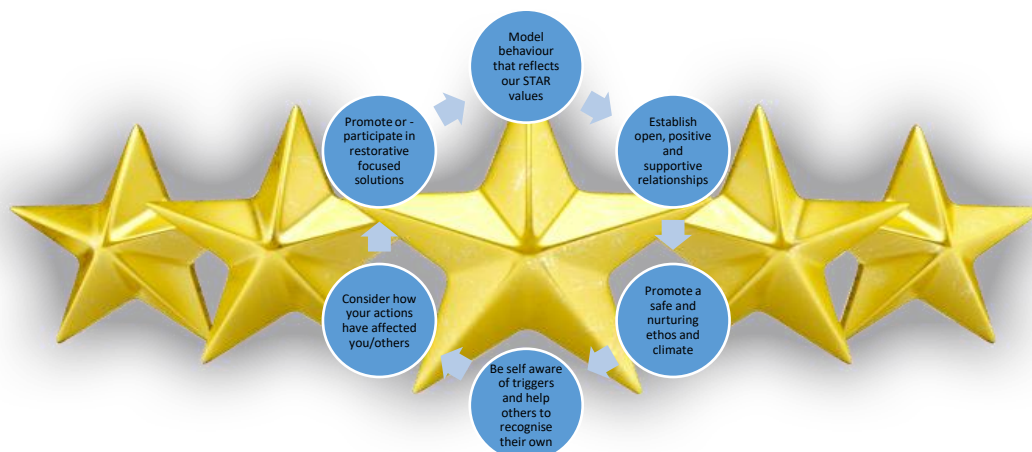 Model
behaviour
that reflects
our STAR
values
Establish
open, positive
and
supportive
relationships
Promote a
safe and
nurturing
ethos and
climate
Be self aware
of triggers
and help
others to
recognise
their own
Consider how
your actions
have affected
you/others
Promote or -
participate in
restorative
focused
solutions